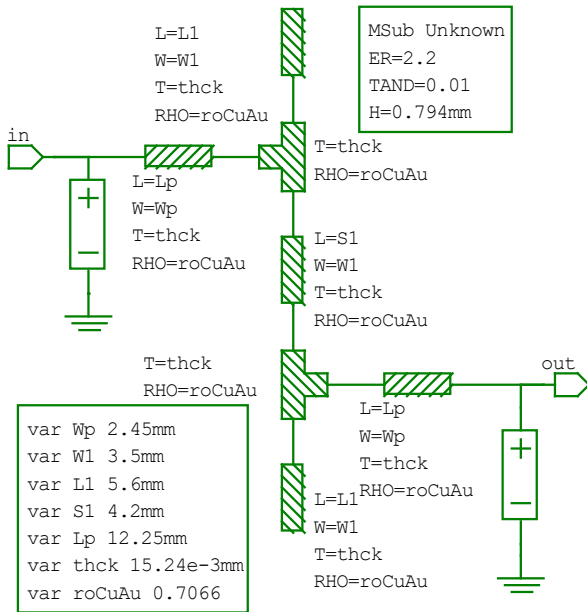 L=L1
W=W1
T=thck
RHO=roCuAu
MSub Unknown
ER=2.2
TAND=0.01
H=0.794mm
in
T=thck
RHO=roCuAu
L=Lp
W=Wp
T=thck
RHO=roCuAu
L=S1
W=W1
T=thck
RHO=roCuAu
T=thck
RHO=roCuAu
out
L=Lp
W=Wp
T=thck
RHO=roCuAu
var Wp 2.45mm
var W1 3.5mm
var L1 5.6mm
var S1 4.2mm
var Lp 12.25mm
var thck 15.24e-3mm
var roCuAu 0.7066
L=L1
W=W1
T=thck
RHO=roCuAu